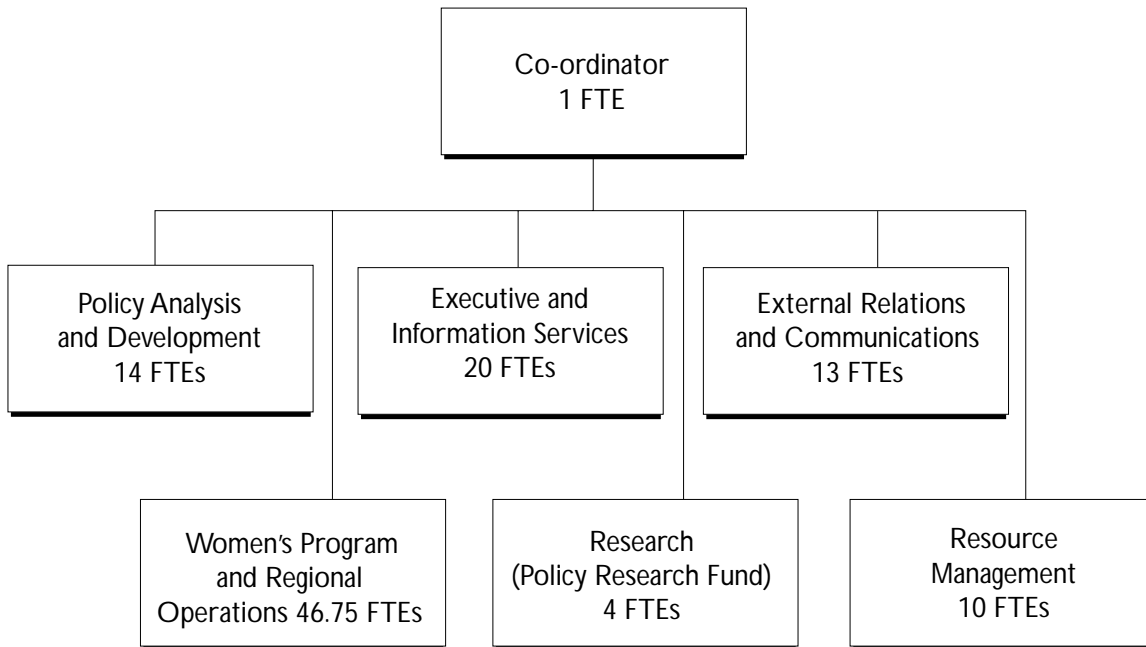 Co-ordinator
1 FTE
Policy Analysis
and Development
14 FTEs
Executive and
Information Services
20 FTEs
External Relations
and Communications
13 FTEs
Women's Program
and Regional
Operations 46.75 FTEs
Research
(Policy Research Fund)
4 FTEs
Resource
Management
10 FTEs